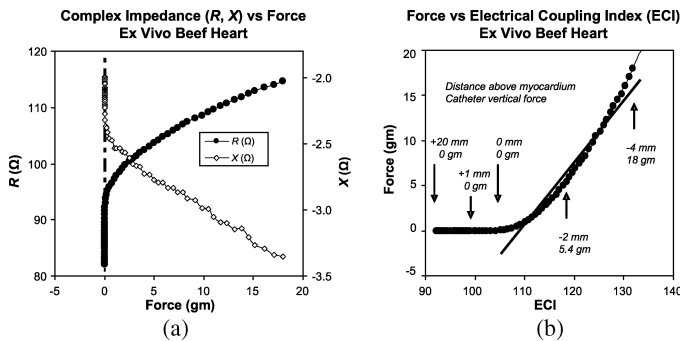 Complex Impedance (R, X) vs Force
Ex Vivo Beef Heart
120
110
100
90
80
R (Ω)
-2.0
-2.5
-3.0
-3.5
X (Ω)
R (Ω)
X (Ω)
-5
0
5
10
15
20
Force (gm)
(a)
Force vs Electrical Coupling Index (ECI)
Ex Vivo Beef Heart
20
15
10
5
0
-5
Force (gm)
Distance above myocardium
Catheter vertical force
+20 mm
0 gm
+1 mm
0 gm
0 mm
0 gm
-4 mm
18 gm
-2 mm
5.4 gm
90
100
110
120
130
140
ECI
(b)